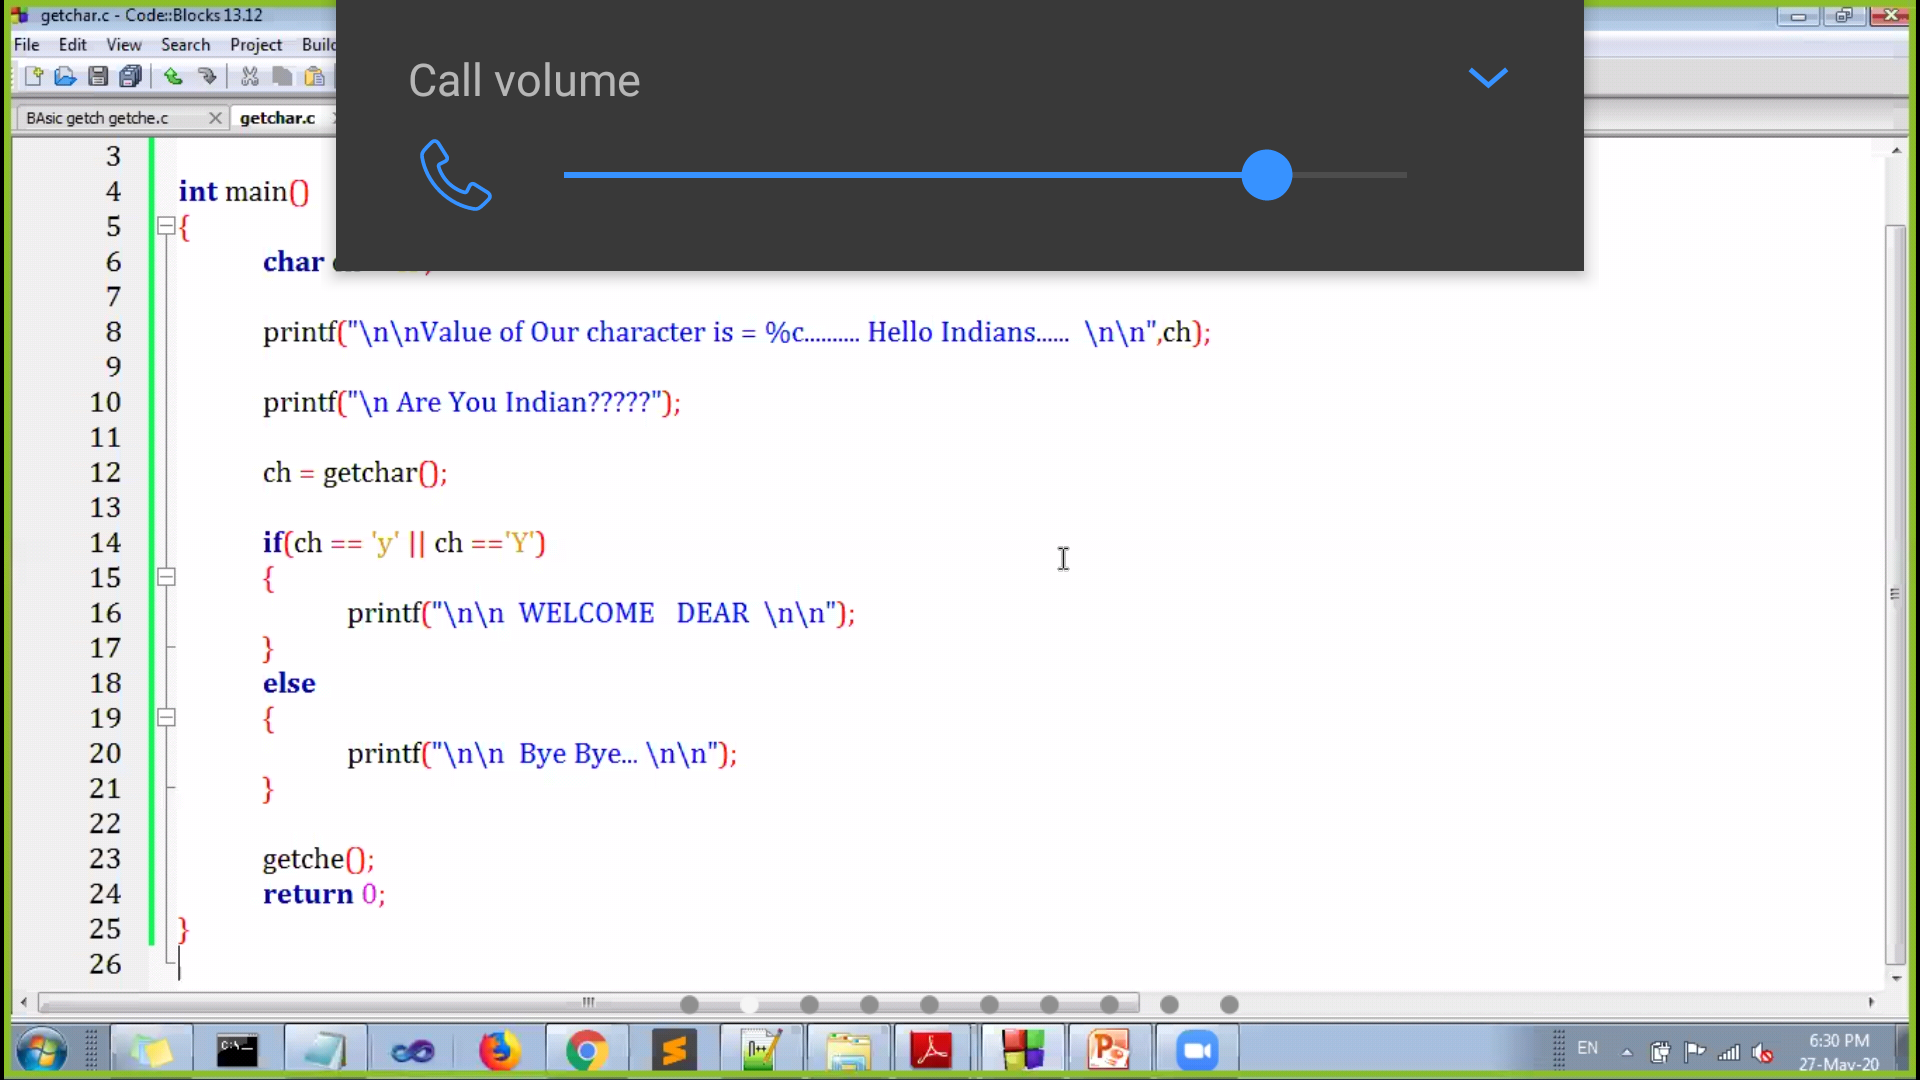 getchar.c - Code::Blocks 13.12
File Edit View Search Project
Call volume
BAsic getch getche.c
getchar.c
3
4 int main()
5 {
6 char
7
8 printf("\n\nValue of Our character is = %c.......... Hello Indians...... \n\n",ch);
9
10 printf("\n Are You Indian?????");
11
12 ch = getchar();
13
14 if(ch == 'y' || ch =='Y')
15 {
16 printf("\n\n WELCOME DEAR \n\n");
17 }
18 else
19 {
20 printf("\n\n Bye Bye... \n\n");
21 }
22
23 getche();
24 return 0;
25 }
26
EN
6:30 PM
27-May-20